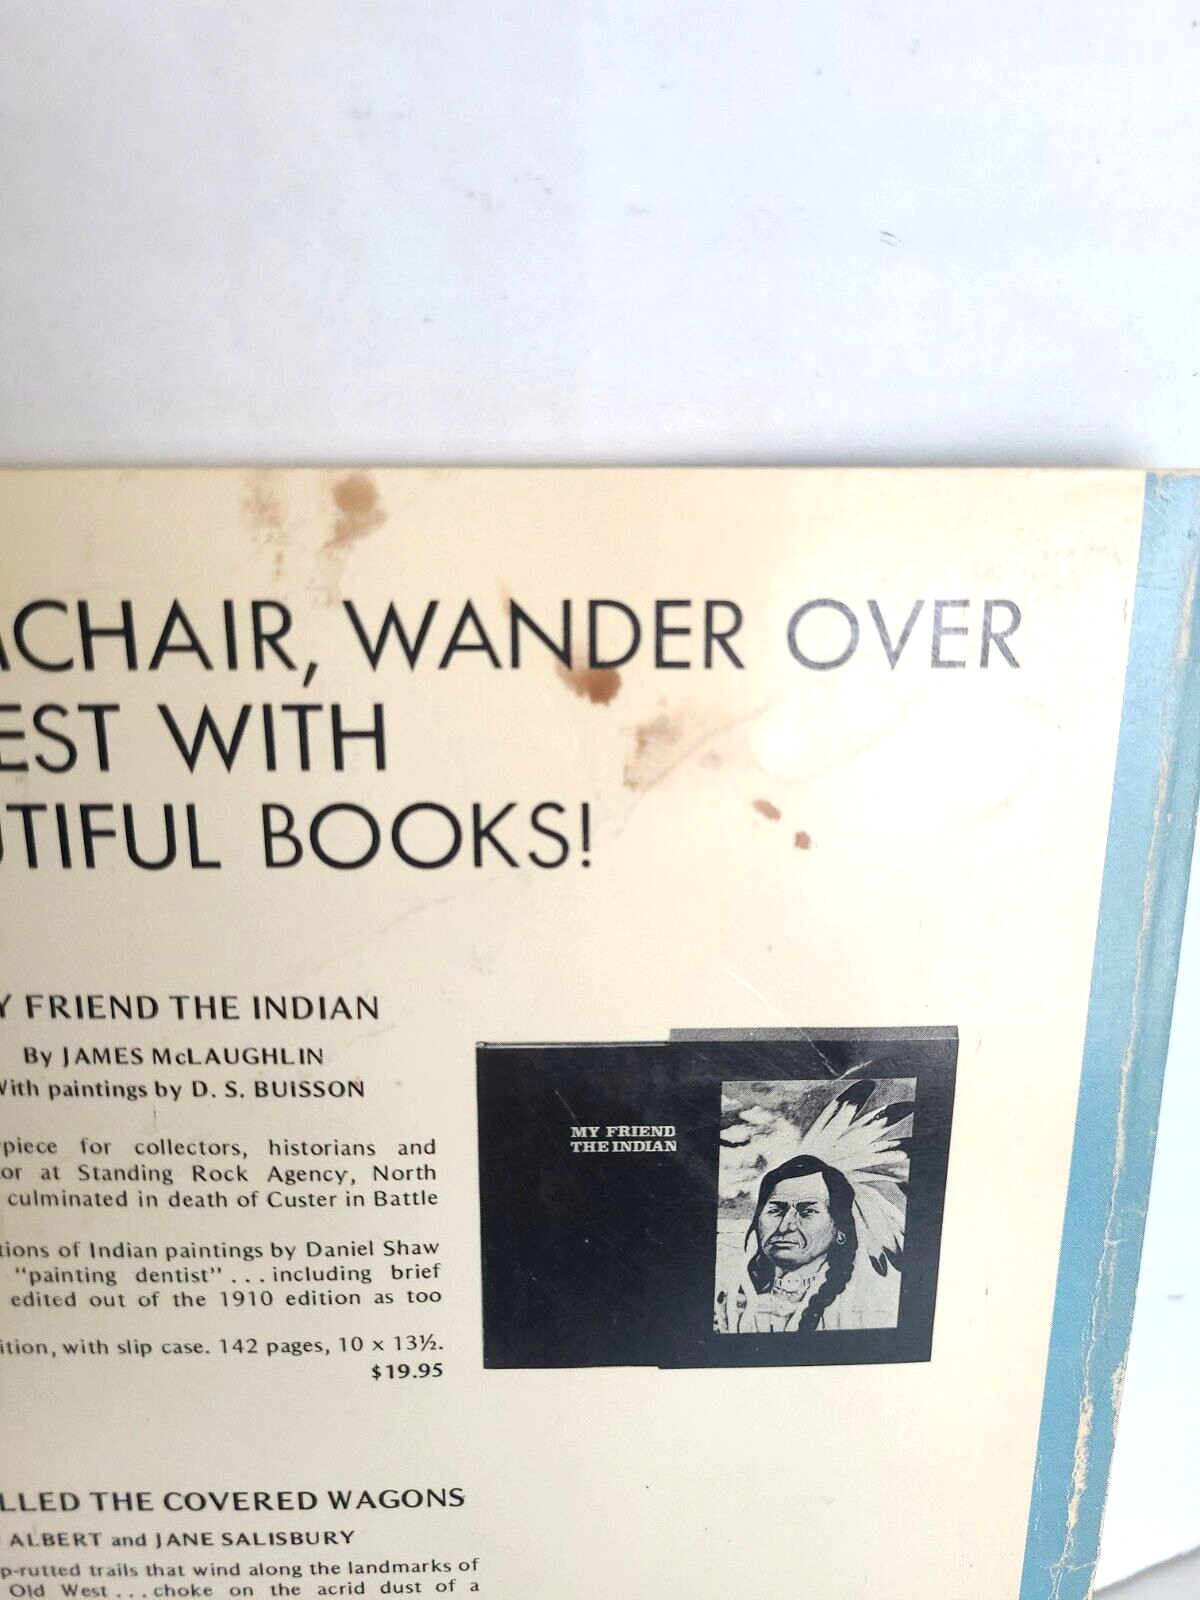 ACHAIR, WANDER OVER
EST WITH
UTIFUL BOOKS!
Y FRIEND THE INDIAN
By JAMES McLAUGHLIN
With paintings by D. S. BUISSON
rpiece for collectors, historians and
or at Standing Rock Agency, North
culminated in death of Custer in Battle
tions of Indian paintings by Daniel Shaw
"painting dentist" ... including brief
edited out of the 1910 edition as too
ition, with slip case. 142 pages, 10 x 13½.
$19.95
MY FRIEND
THE INDIAN
LLED THE COVERED WAGONS
ALBERT and JANE SALISBURY
p-rutted trails that wind along the landmarks of
Old West ... choke on the acrid dust of a